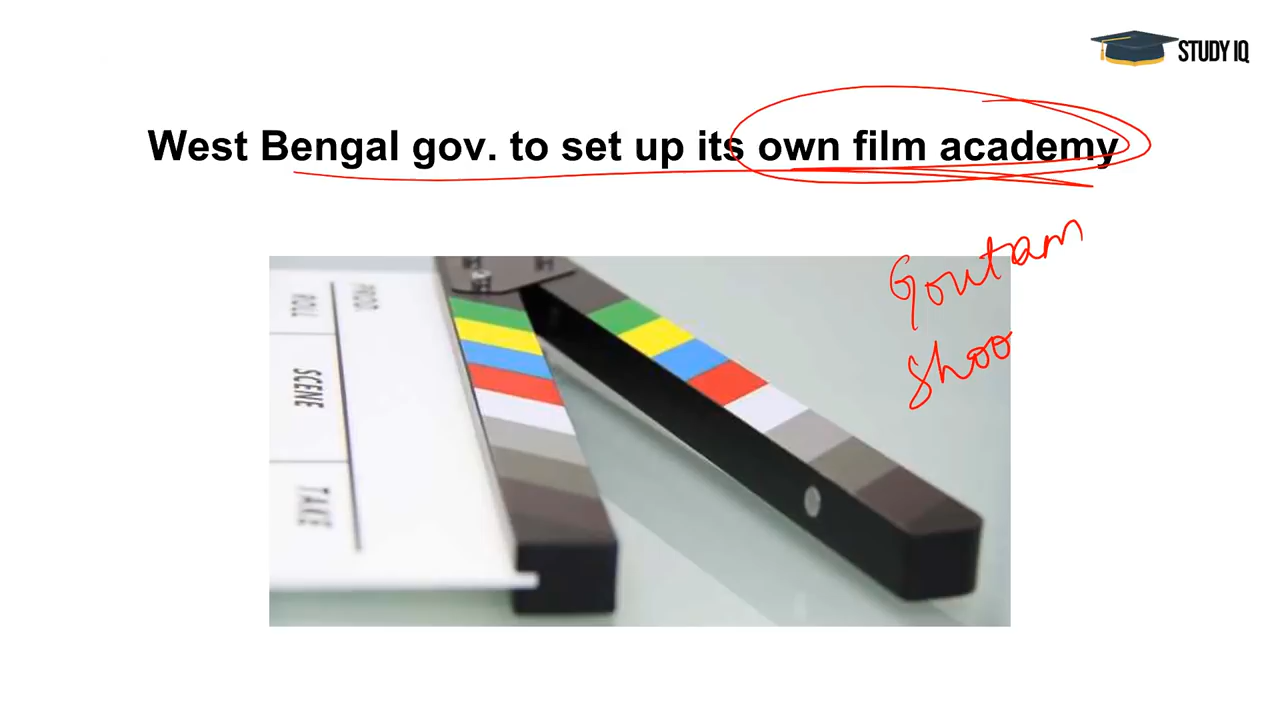 STUDY IQ
West Bengal gov. to set up its own film academy
Goutam
Shoo
PROD.
ROLL
SCENE
TAKE